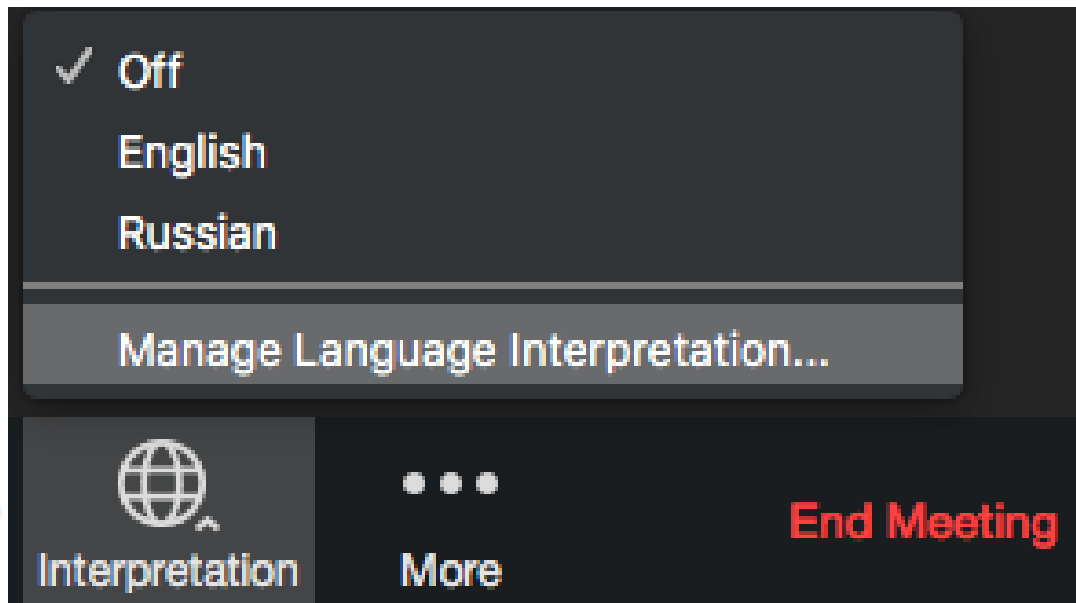 Off
English
Russian
Manage Language Interpretation...
Interpretation
More
End Meeting